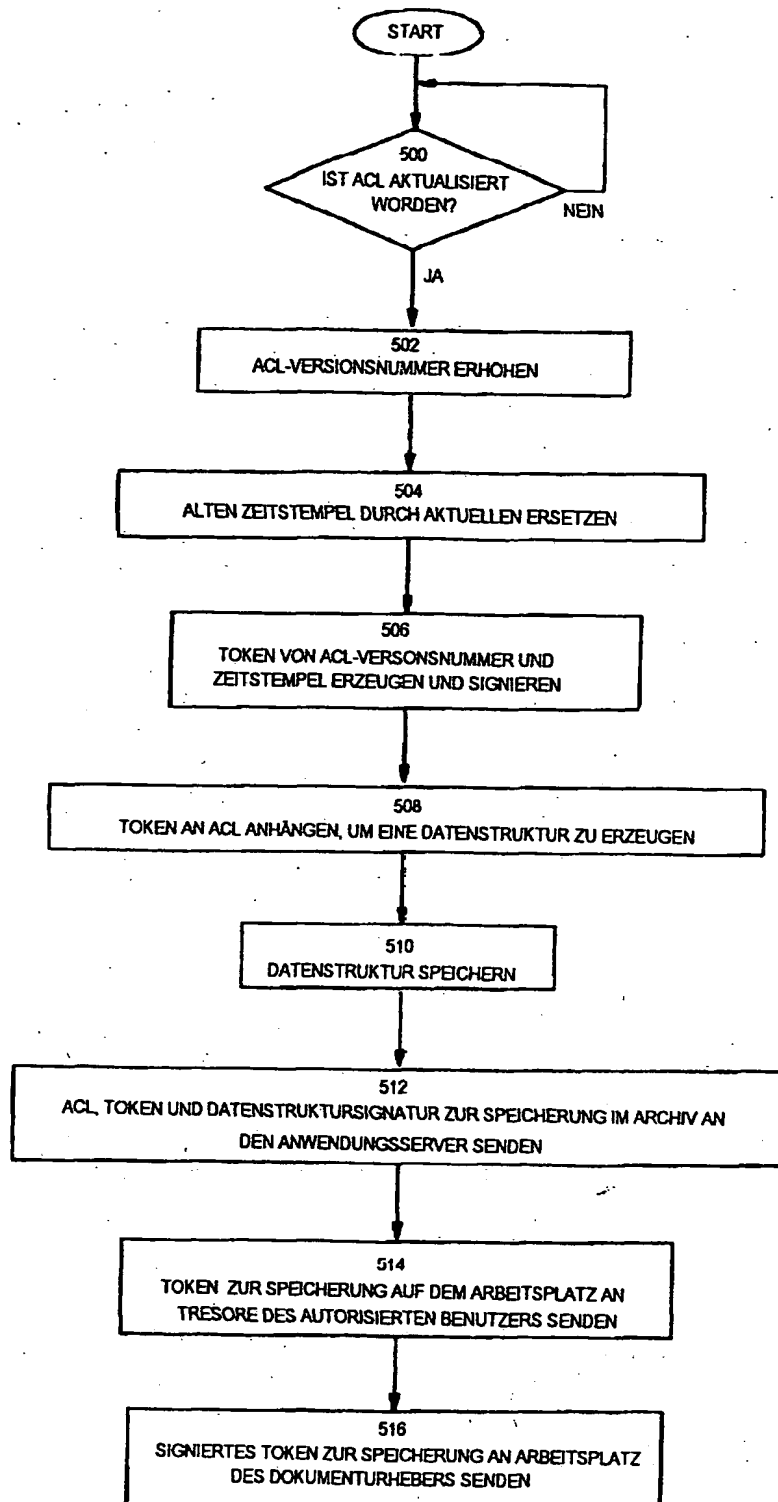 START
500
IST ACL AKTUALISIERT
WORDEN?
NEIN
JA
502
ACL-VERSIONSNUMMER ERHOHEN
504
ALTEN ZEITSTEMPEL DURCH AKTUELLEN ERSETZEN
506
TOKEN VON ACL-VERSONSNUMMER UND
ZEITSTEMPEL ERZEUGEN UND SIGNIEREN
508
TOKEN AN ACL ANHÄNGEN, UM EINE DATENSTRUKTUR ZU ERZEUGEN
510
DATENSTRUKTUR SPEICHERN
512
ACL, TOKEN UND DATENSTRUKTURSIGNATUR ZUR SPEICHERUNG IM ARCHIV AN
DEN ANWENDUNGSSERVER SENDEN
514
TOKEN ZUR SPEICHERUNG AUF DEM ARBEITSPLATZ AN
TRESORE DES AUTORISIERTEN BENUTZERS SENDEN
516
SIGNIERTES TOKEN ZUR SPEICHERUNG AN ARBEITSPLATZ
DES DOKUMENTURHEBERS SENDEN